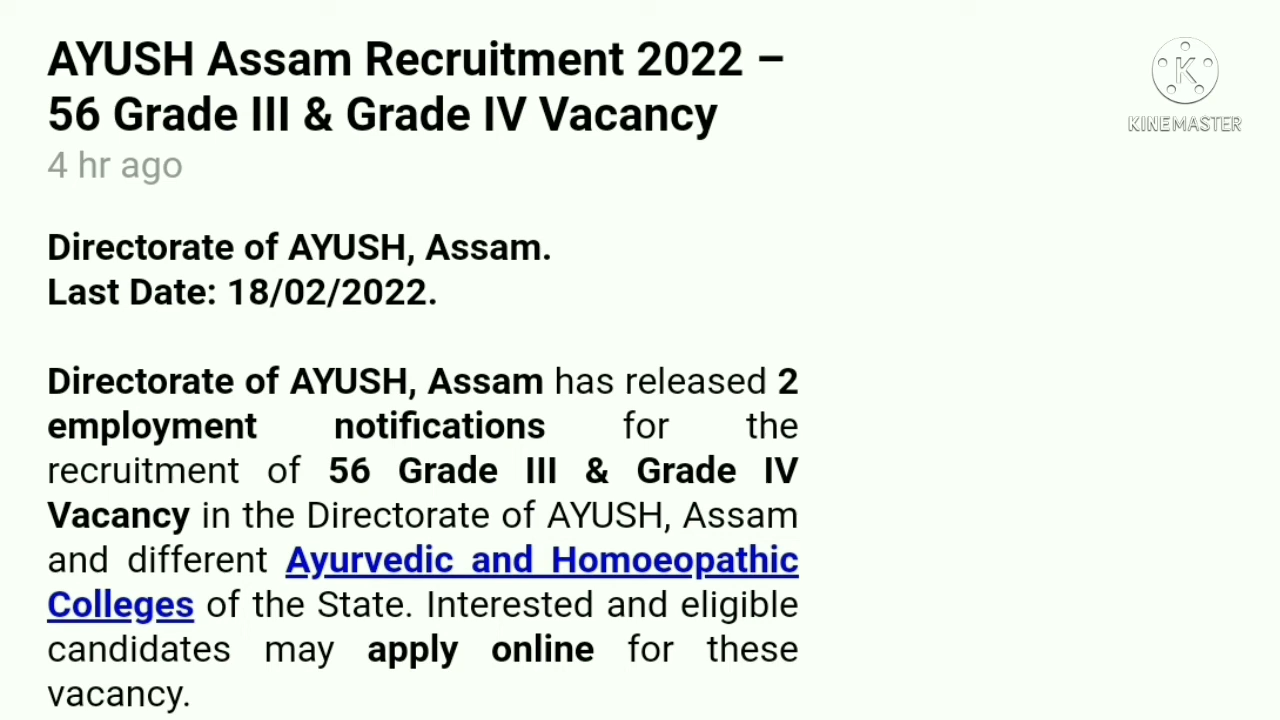 AYUSH Assam Recruitment 2022 –
56 Grade III & Grade IV Vacancy
4 hr ago
Directorate of AYUSH, Assam.
Last Date: 18/02/2022.
Directorate of AYUSH, Assam has released 2
employment notifications for the
recruitment of 56 Grade III & Grade IV
Vacancy in the Directorate of AYUSH, Assam
and different Ayurvedic and Homoeopathic
Colleges of the State. Interested and eligible
candidates may apply online for these
vacancy.
K
KINEMASTER